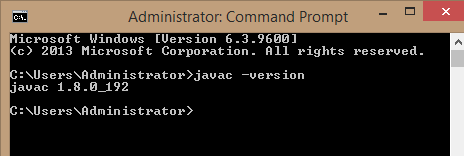 Administrator: Command Prompt
C:\.
Microsoft Windows [Version 6.3.9600]
(c) 2013 Microsoft Corporation. All rights reserved.
C:\Users\Administrator>javac -version
javac 1.8.0_192
C:\Users\Administrator>